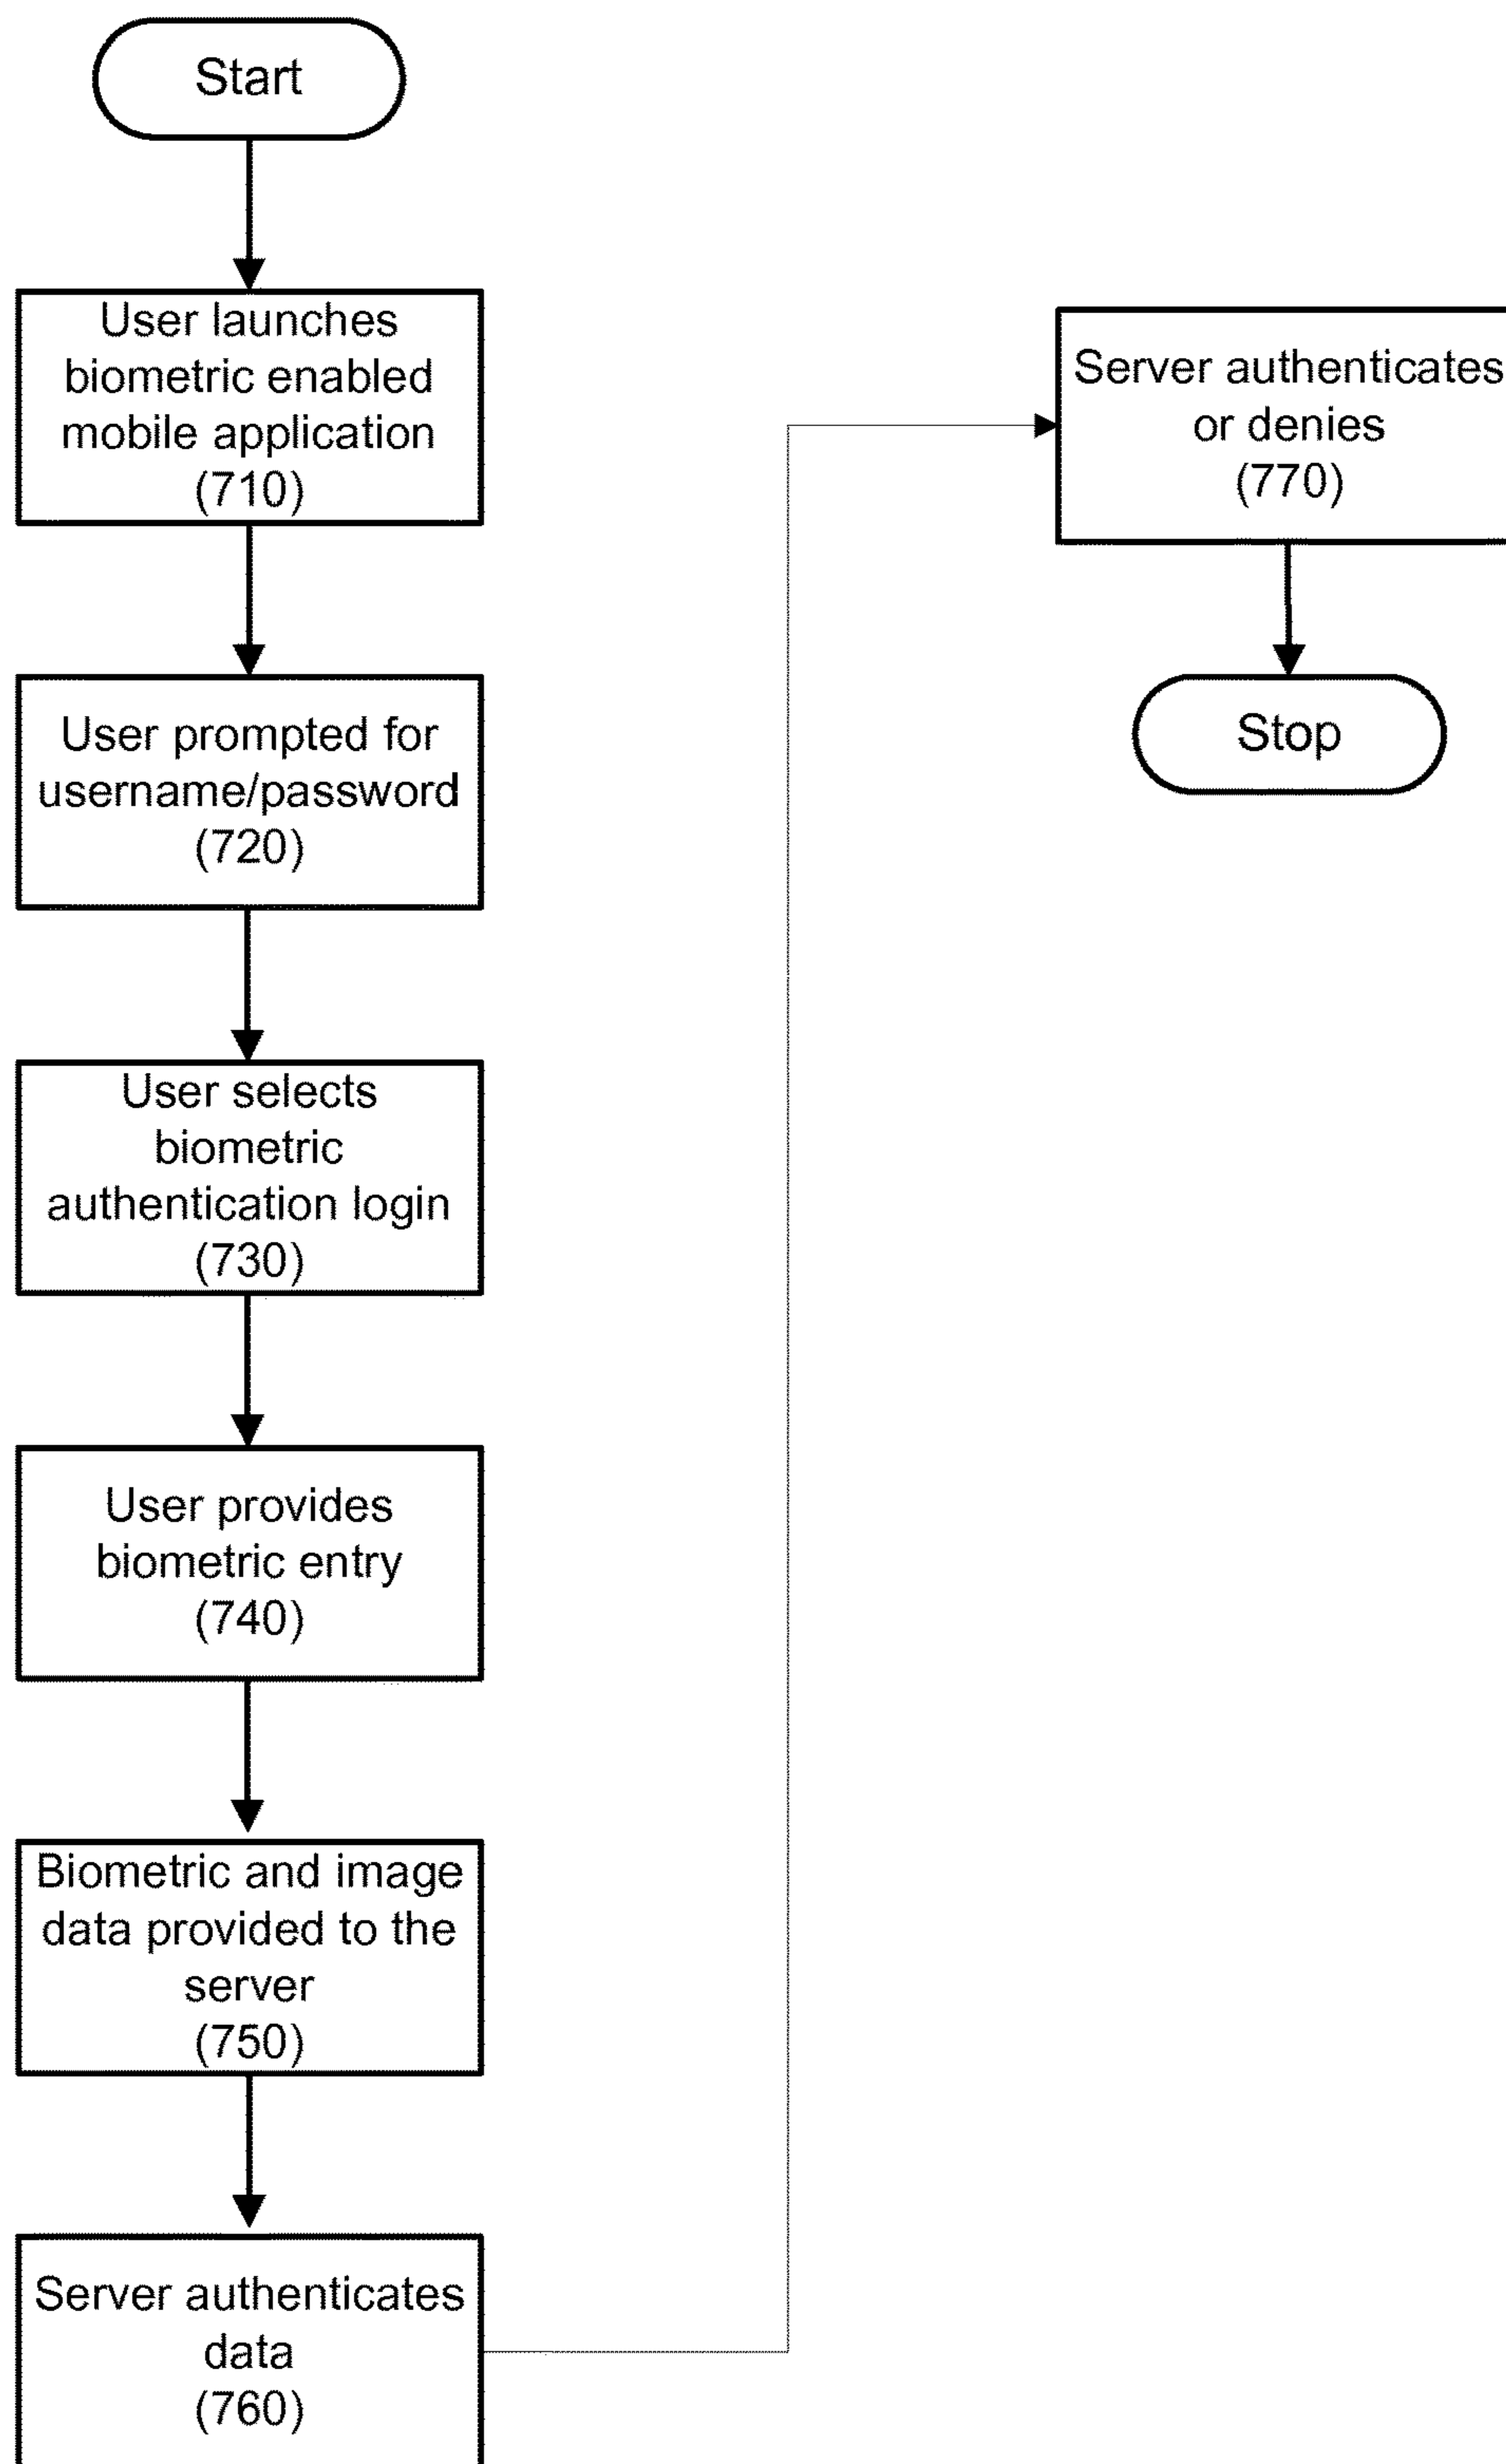 Start
User launches
biometric enabled
mobile application
(710)
User prompted for
username/password
(720)
User selects
biometric
authentication login
(730)
User provides
biometric entry
(740)
Biometric and image
data provided to the
server
(750)
Server authenticates
data
(760)
Server authenticates
or denies
(770)
Stop